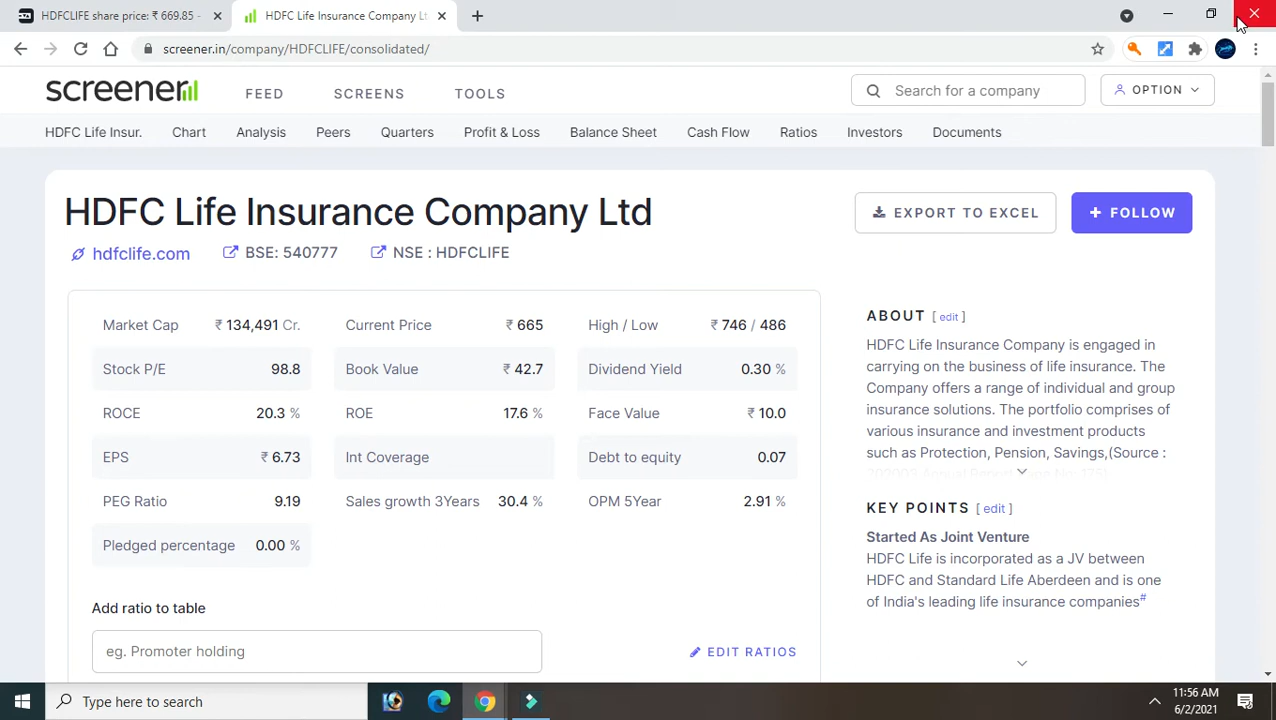 HDFCLIFE share price: ₹ 669.85 -
HDFC Life Insurance Company Lt
screener.in/company/HDFCLIFE/consolidated/
screener
FEED SCREENS TOOLS
Search for a company
OPTION
HDFC Life Insur. Chart Analysis Peers Quarters Profit & Loss Balance Sheet Cash Flow Ratios Investors Documents
HDFC Life Insurance Company Ltd
EXPORT TO EXCEL
+ FOLLOW
hdfclife.com BSE: 540777 NSE : HDFCLIFE
Market Cap ₹ 134,491 Cr. Current Price ₹ 665 High / Low ₹ 746 / 486
Stock P/E 98.8 Book Value ₹ 42.7 Dividend Yield 0.30 %
ROCE 20.3 % ROE 17.6 % Face Value ₹ 10.0
EPS ₹ 6.73 Int Coverage Debt to equity 0.07
PEG Ratio 9.19 Sales growth 3Years 30.4 % OPM 5Year 2.91 %
Pledged percentage 0.00 %
Add ratio to table
eg. Promoter holding
EDIT RATIOS
ABOUT [ edit ]
HDFC Life Insurance Company is engaged in
carrying on the business of life insurance. The
Company offers a range of individual and group
insurance solutions. The portfolio comprises of
various insurance and investment products
such as Protection, Pension, Savings,(Source :
KEY POINTS [ edit ]
Started As Joint Venture
HDFC Life is incorporated as a JV between
HDFC and Standard Life Aberdeen and is one
of India's leading life insurance companies#
Type here to search
11:56 AM
6/2/2021